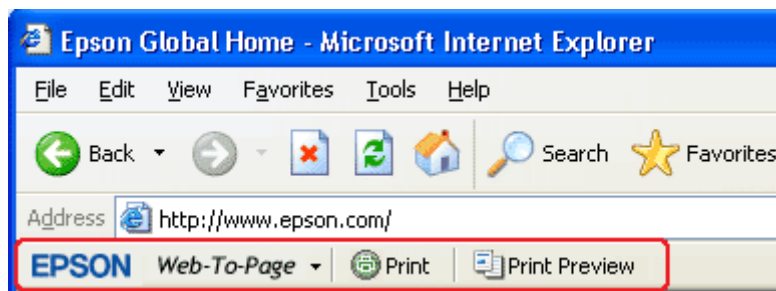 Epson Global Home - Microsoft Internet Explorer
File Edit View Favorites Tools Help
Back Search Favorites
Address http://www.epson.com/
EPSON Web-To-Page Print Print Preview